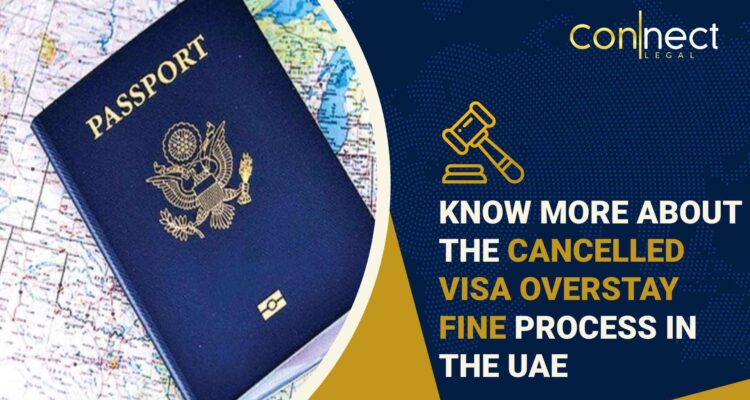 PASSPORT
Connect
LEGAL
KNOW MORE ABOUT
THE CANCELLED
VISA OVERSTAY
FINE PROCESS IN
THE UAE